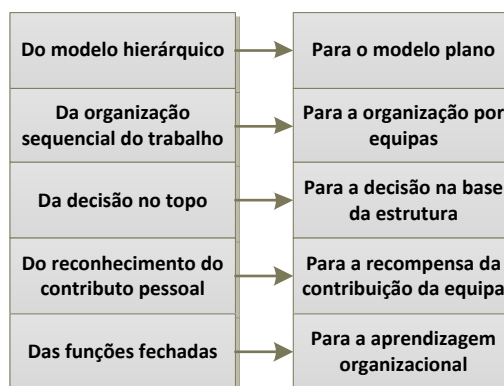 Do modelo hierárquico
Para o modelo plano
Da organização
sequencial do trabalho
Para a organização por
equipas
Da decisão no topo
Para a decisão na base
da estrutura
Do reconhecimento do
contributo pessoal
Para a recompensa da
contribuição da equipa
Das funções fechadas
Para a aprendizagem
organizacional